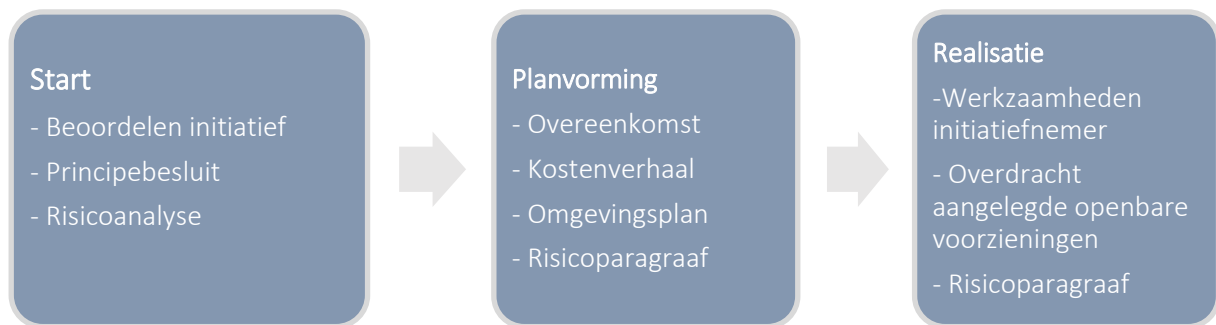 Start
- Beoordelen initiatief
- Principebesluit
- Risicoanalyse
Planvorming
- Overeenkomst
- Kostenverhaal
- Omgevingsplan
- Risicoparagraaf
Realisatie
-Werkzaamheden
initiatiefnemer
- Overdracht
aangelegde openbare
voorzieningen
- Risicoparagraaf